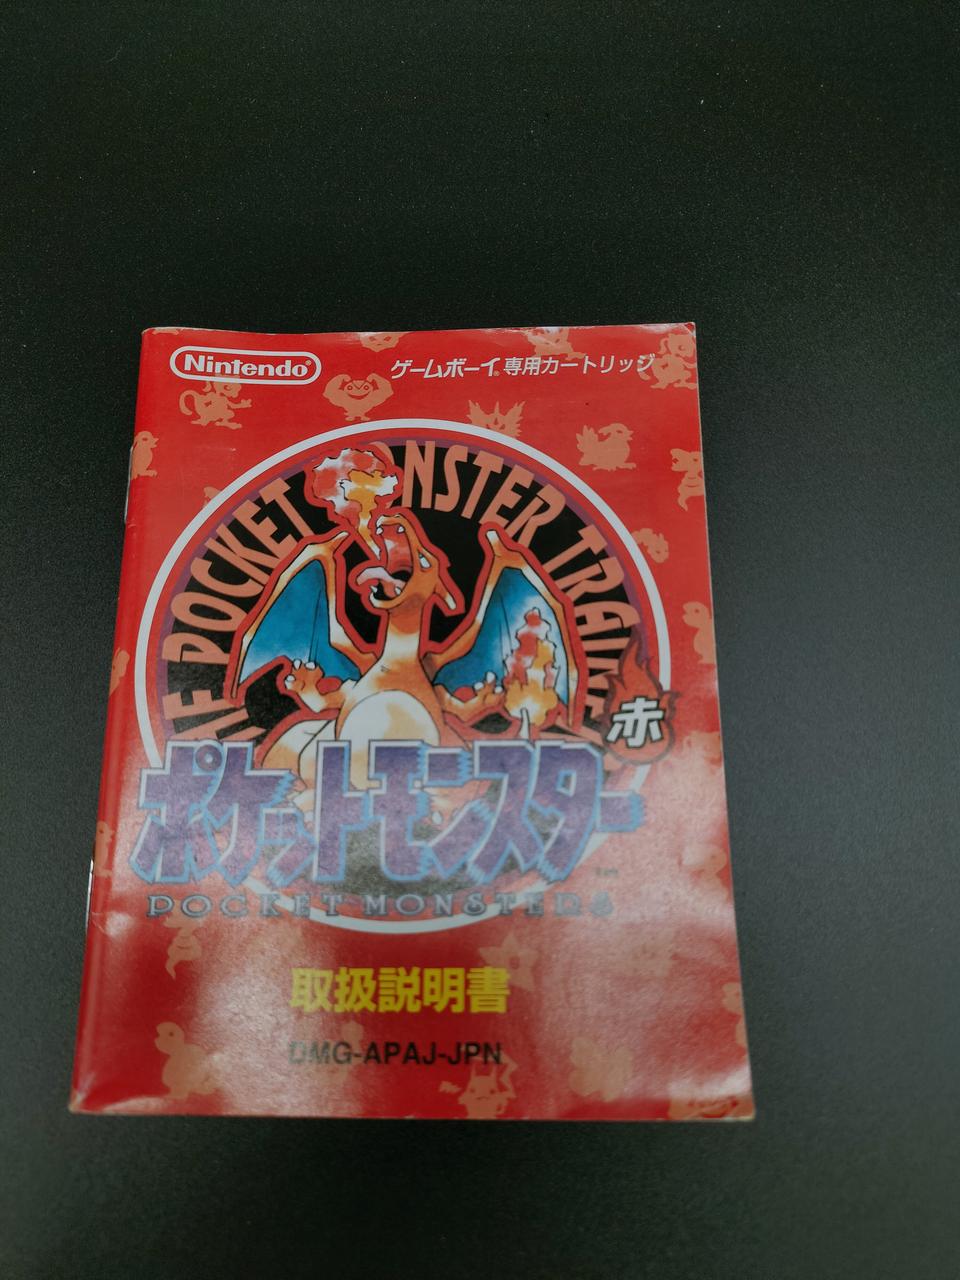 Nintendo®
ゲームボーイ®専用カートリッジ
POCKET MONSTER
赤
ポケットモンスター
POCKET MONSTERS
取扱説明書
DMG-APAJ-JPN